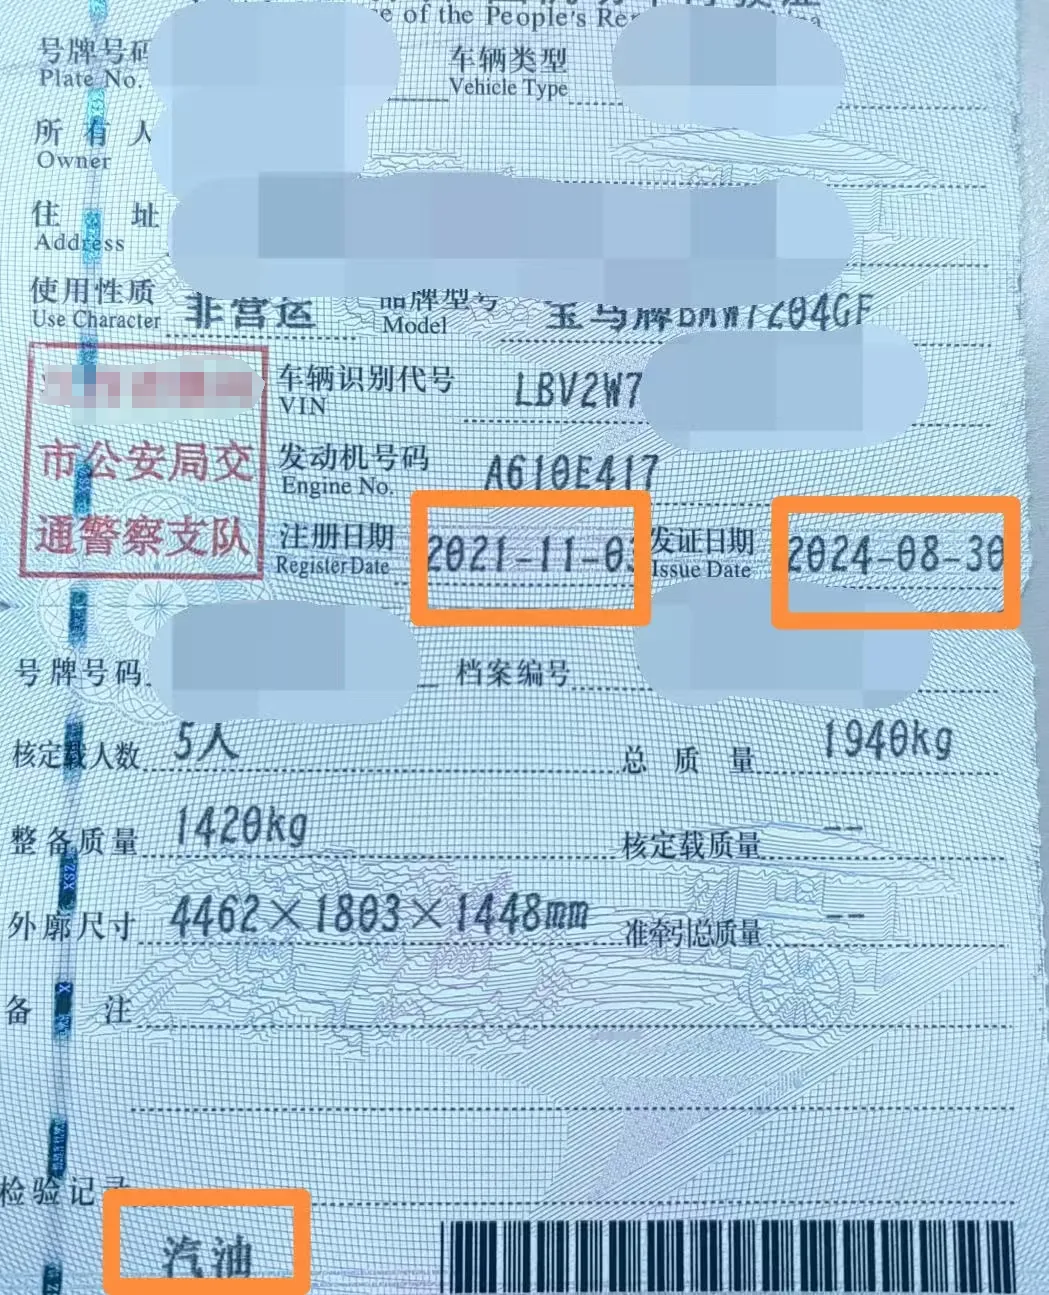 e of the People's Re
号牌号码
Plate No.
车辆类型
Vehicle Type
所有人
Owner
住址
Address
使用性质
Use Character
非营运
品牌型号
Model
宝马牌BMW7204GF
车辆识别代号
VIN
LBV2W7
市公安局交
通警察支队
发动机号码
Engine No.
A610E417
注册日期
Register Date
2021-11-03
发证日期
Issue Date
2024-08-30
号牌号码
档案编号
核定载人数
5人
总质量
1940kg
整备质量
1420kg
核定载质量
--
外廓尺寸
4462×1803×1448mm
准牵引总质量
--
备注
检验记录
汽油